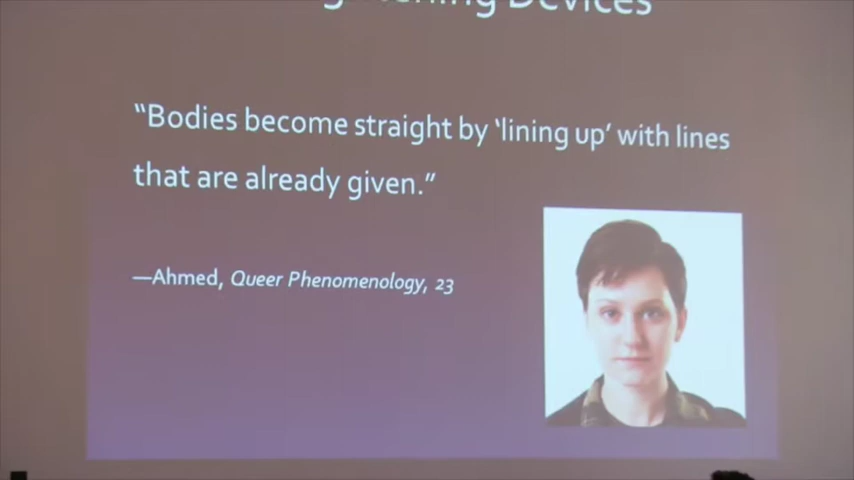 Devices
“Bodies become straight by ‘lining up’ with lines
that are already given.”
—Ahmed, Queer Phenomenology, 23